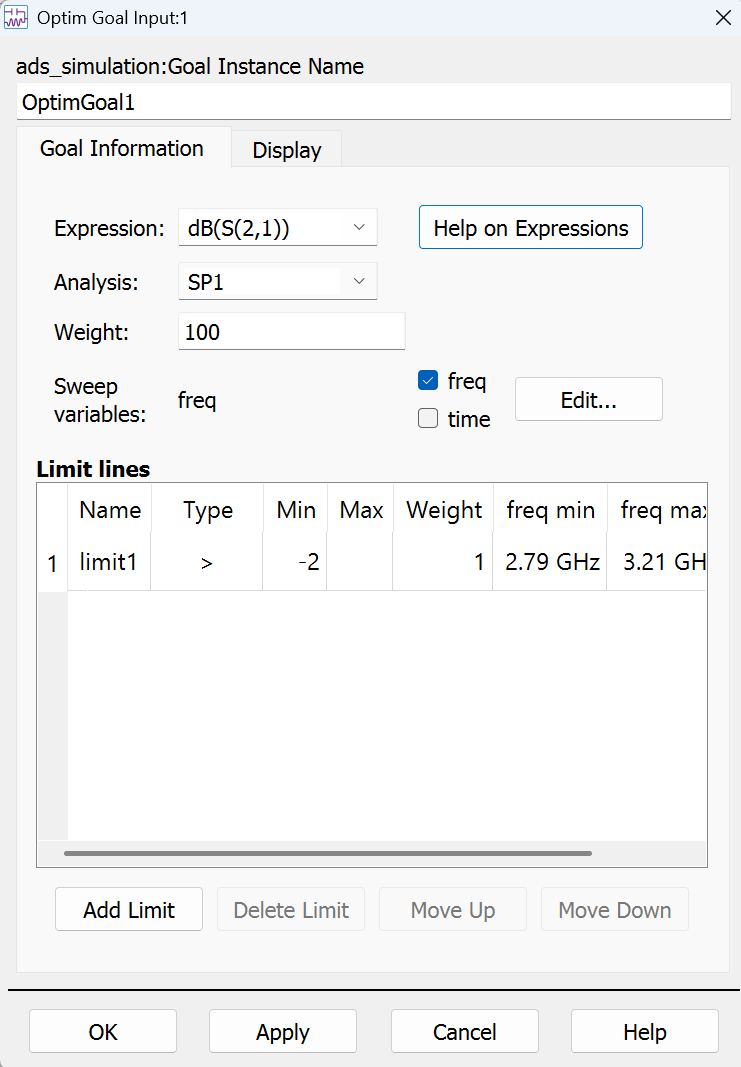 Optim Goal Input:1
ads_simulation:Goal Instance Name
OptimGoal1
Goal Information Display
Expression: dB(S(2,1)) Help on Expressions
Analysis: SP1
Weight: 100
Sweep variables: freq
freq
time
Edit...
Limit lines
Name Type Min Max Weight freq min freq max
1 limit1 > -2 1 2.79 GHz 3.21 GH
Add Limit Delete Limit Move Up Move Down
OK Apply Cancel Help